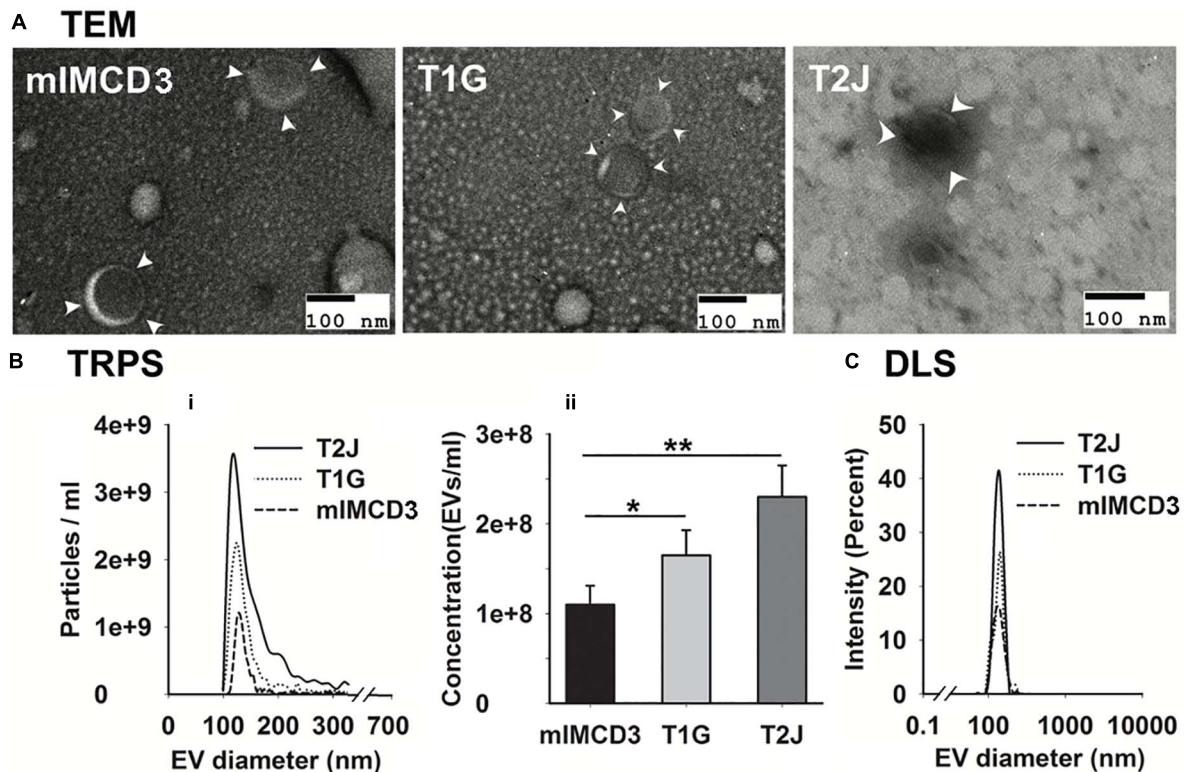 A TEM
mIMCD3
100 nm
T1G
100 nm
T2J
100 nm
B TRPS
i
Particles / ml
4e+9
3e+9
2e+9
1e+9
0
T2J
T1G
mIMCD3
0 100 200 300 700
EV diameter (nm)
ii
Concentration(EVs/ml)
3e+8
2e+8
1e+8
0
**
*
mIMCD3 T1G T2J
C DLS
Intensity (Percent)
50
40
30
20
10
0
T2J
T1G
mIMCD3
0.1 100 1000 10000
EV diameter (nm)